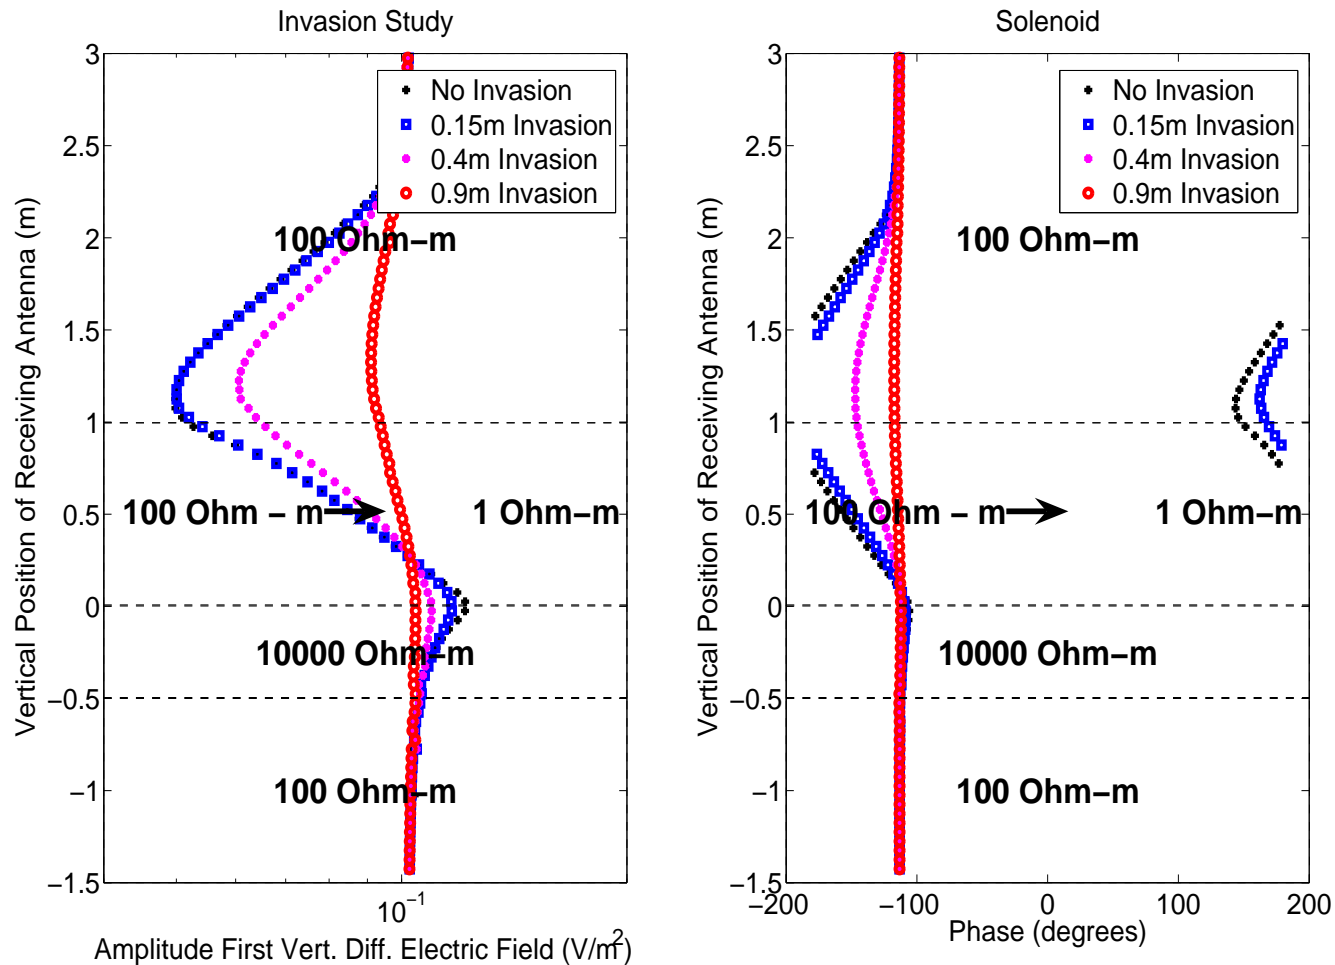 Invasion Study
3
2.5
2
1.5
1
0.5
0
−0.5
−1
−1.5
Vertical Position of Receiving Antenna (m)
No Invasion
0.15m Invasion
0.4m Invasion
0.9m Invasion
100 Ohm−m
100 Ohm − m
1 Ohm−m
10000 Ohm−m
100 Ohm−m
10⁻¹
Amplitude First Vert. Diff. Electric Field (V/m²)
Solenoid
3
2.5
2
1.5
1
0.5
0
−0.5
−1
−1.5
Vertical Position of Receiving Antenna (m)
No Invasion
0.15m Invasion
0.4m Invasion
0.9m Invasion
100 Ohm−m
100 Ohm − m
1 Ohm−m
10000 Ohm−m
100 Ohm−m
−200 −100 0 100 200
Phase (degrees)